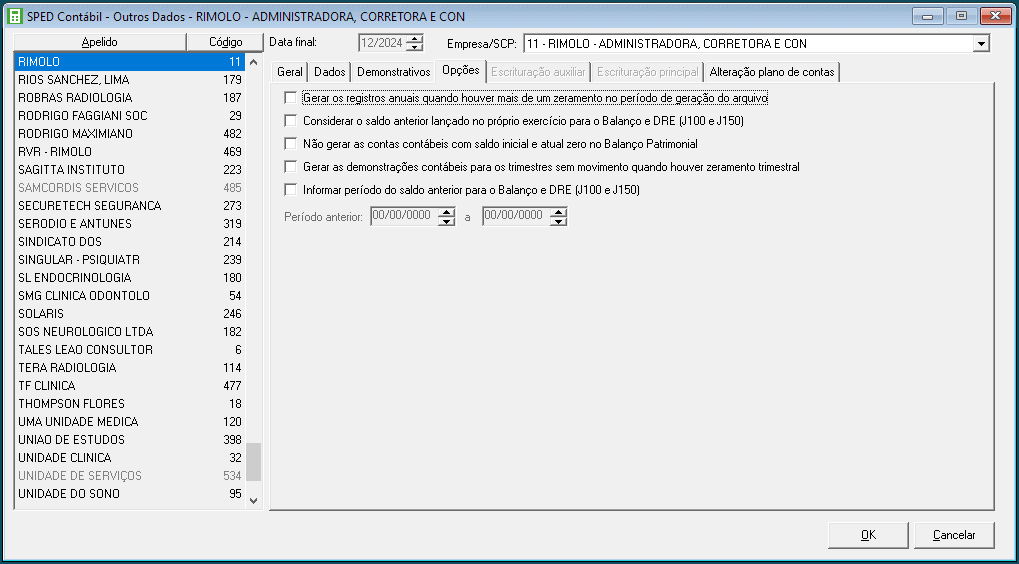 SPED Contábil - Outros Dados - RIMOLO - ADMINISTRADORA, CORRETORA E CON
Apelido Código
RIMOLO 11
RIOS SANCHEZ, LIMA 179
ROBRAS RADIOLOGIA 187
RODRIGO FAGGIANI SOC 29
RODRIGO MAXIMIANO 482
RVR - RIMOLO 469
SAGITTA INSTITUTO 223
SAMCORDIS SERVICOS 485
SECURETECH SEGURANCA 273
SERODIO E ANTUNES 319
SINDICATO DOS 214
SINGULAR - PSIQUIATR 239
SL ENDOCRINOLOGIA 180
SMG CLINICA ODONTOLO 54
SOLARIS 246
SOS NEUROLOGICO LTDA 182
TALES LEAO CONSULTOR 6
TERA RADIOLOGIA 114
TF CLINICA 477
THOMPSON FLORES 18
UMA UNIDADE MEDICA 120
UNIAO DE ESTUDOS 398
UNIDADE CLINICA 32
UNIDADE DE SERVIÇOS 534
UNIDADE DO SONO 95
Data final: 12/2024 Empresa/SCP: 11 - RIMOLO - ADMINISTRADORA, CORRETORA E CON
Geral Dados Demonstrativos Opções Escrituração auxiliar Escrituração principal Alteração plano de contas
Gerar os registros anuais quando houver mais de um zeramento no período de geração do arquivo
Considerar o saldo anterior lançado no próprio exercício para o Balanço e DRE (J100 e J150)
Não gerar as contas contábeis com saldo inicial e atual zero no Balanço Patrimonial
Gerar as demonstrações contábeis para os trimestres sem movimento quando houver zeramento trimestral
Informar período do saldo anterior para o Balanço e DRE (J100 e J150)
Período anterior: 00/00/0000 a 00/00/0000
OK Cancelar